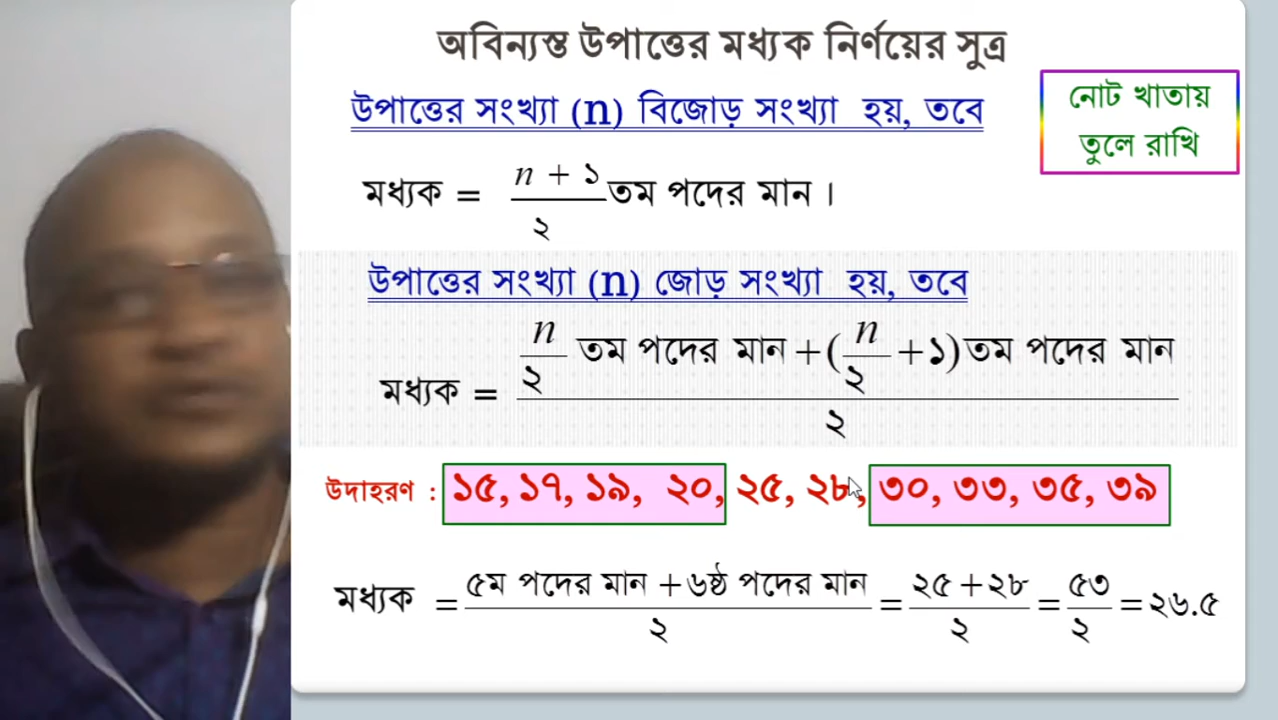 অবিন্যস্ত উপাত্তের মধ্যক নির্ণয়ের সুত্র
নোট খাতায়
তুলে রাখি
উপাত্তের সংখ্যা (n) বিজোড় সংখ্যা হয়, তবে
মধ্যক = n + ১ / ২ তম পদের মান ।
উপাত্তের সংখ্যা (n) জোড় সংখ্যা হয়, তবে
মধ্যক = n/২ তম পদের মান + (n/২ + ১) তম পদের মান / ২
উদাহরণ : ১৫, ১৭, ১৯, ২০, ২৫, ২৮, ৩০, ৩৩, ৩৫, ৩৯
মধ্যক = ৫ম পদের মান + ৬ষ্ঠ পদের মান / ২ = ২৫ + ২৮ / ২ = ৫৩ / ২ = ২৬.৫